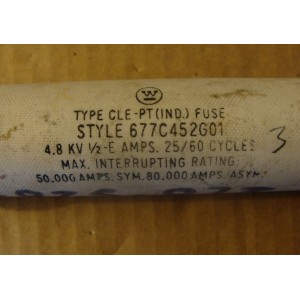 TYPE CLE-PT(IND.) FUSE
STYLE 677C452G01
4.8 KV ½-E AMPS. 25/60 CYCLES
MAX. INTERRUPTING RATING
50,000 AMPS. SYM. 80,000 AMPS. ASYM.
3